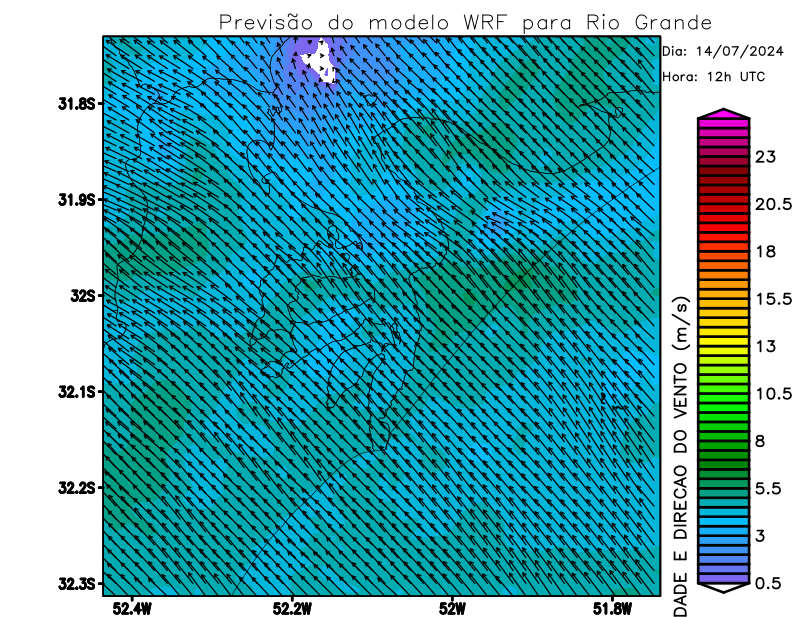 Previsão do modelo WRF para Rio Grande
Dia: 14/07/2024
Hora: 12h UTC
31.8S
31.9S
32S
32.1S
32.2S
32.3S
52.4W
52.2W
52W
51.8W
DADE E DIRECAO DO VENTO (m/s)
23
20.5
18
15.5
13
10.5
8
5.5
3
0.5